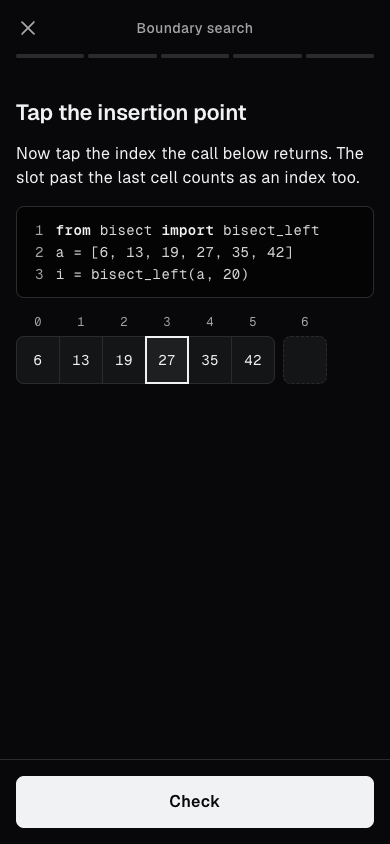 Boundary search
Tap the insertion point
Now tap the index the call below returns. The
slot past the last cell counts as an index too.
1 from bisect import bisect_left
2 a = [6, 13, 19, 27, 35, 42]
3 i = bisect_left(a, 20)
0 1 2 3 4 5 6
6 13 19 27 35 42
Check